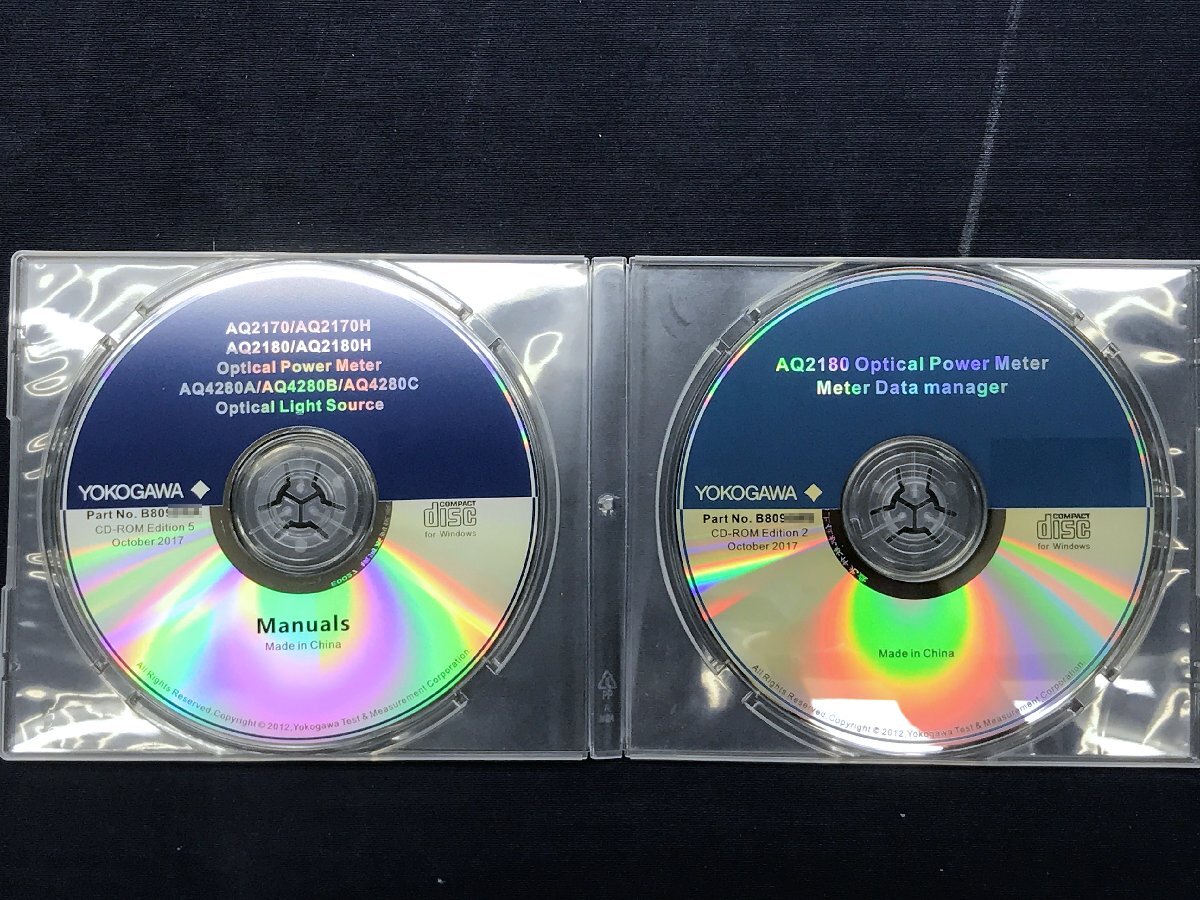 AQ2170/AQ2170H
AQ2180/AQ2180H
Optical Power Meter
AQ4280A/AQ4280B/AQ4280C
Optical Light Source
YOKOGAWA
Part No. B809
CD-ROM Edition 5
October 2017
COMPACT
disc
for Windows
Manuals
Made in China
All Rights Reserved.Copyright © 2012,Yokogawa Test & Measurement Corporation
AQ2180 Optical Power Meter
Meter Data manager
YOKOGAWA
Part No. B809
CD-ROM Edition 2
October 2017
COMPACT
disc
for Windows
Made in China
All Rights Reserved.Copyright © 2012,Yokogawa Test & Measurement Corporation.
PP